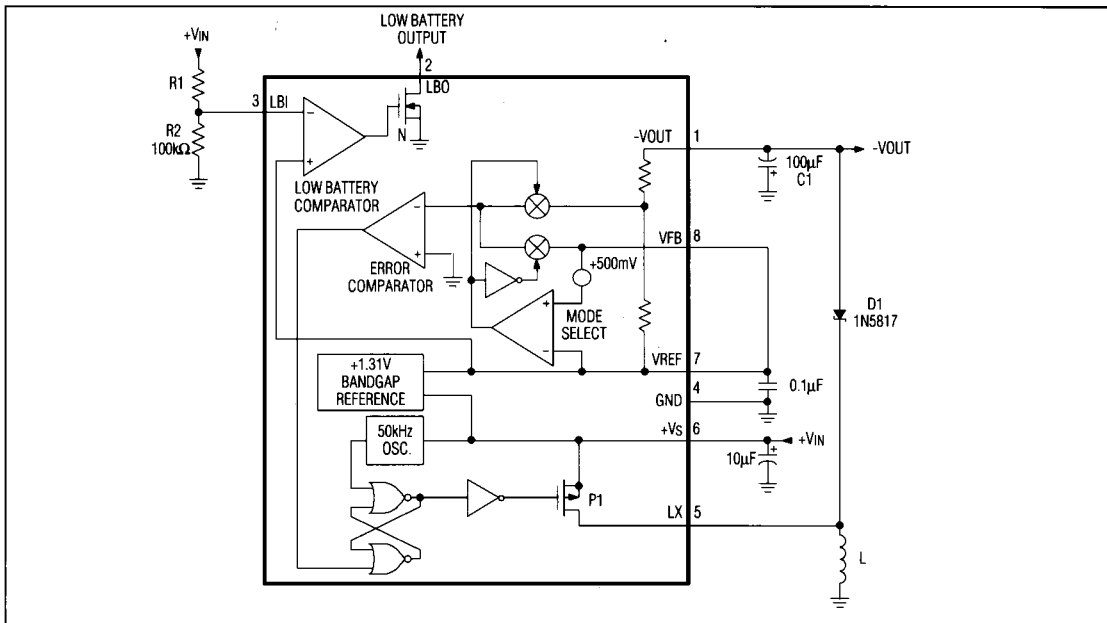 LOW BATTERY
OUTPUT
+VIN
2
LBO
R1
3 LBI
−
N
R2
100kΩ
+
LOW BATTERY
COMPARATOR
−VOUT 1
−VOUT
100µF
+
C1
−
+
ERROR
COMPARATOR
VFB 8
+500mV
+
MODE
SELECT
−
D1
1N5817
+1.31V
BANDGAP
REFERENCE
VREF 7
4
GND
0.1µF
50kHz
OSC.
+VS 6
+VIN
10µF
+
P1
LX 5
L